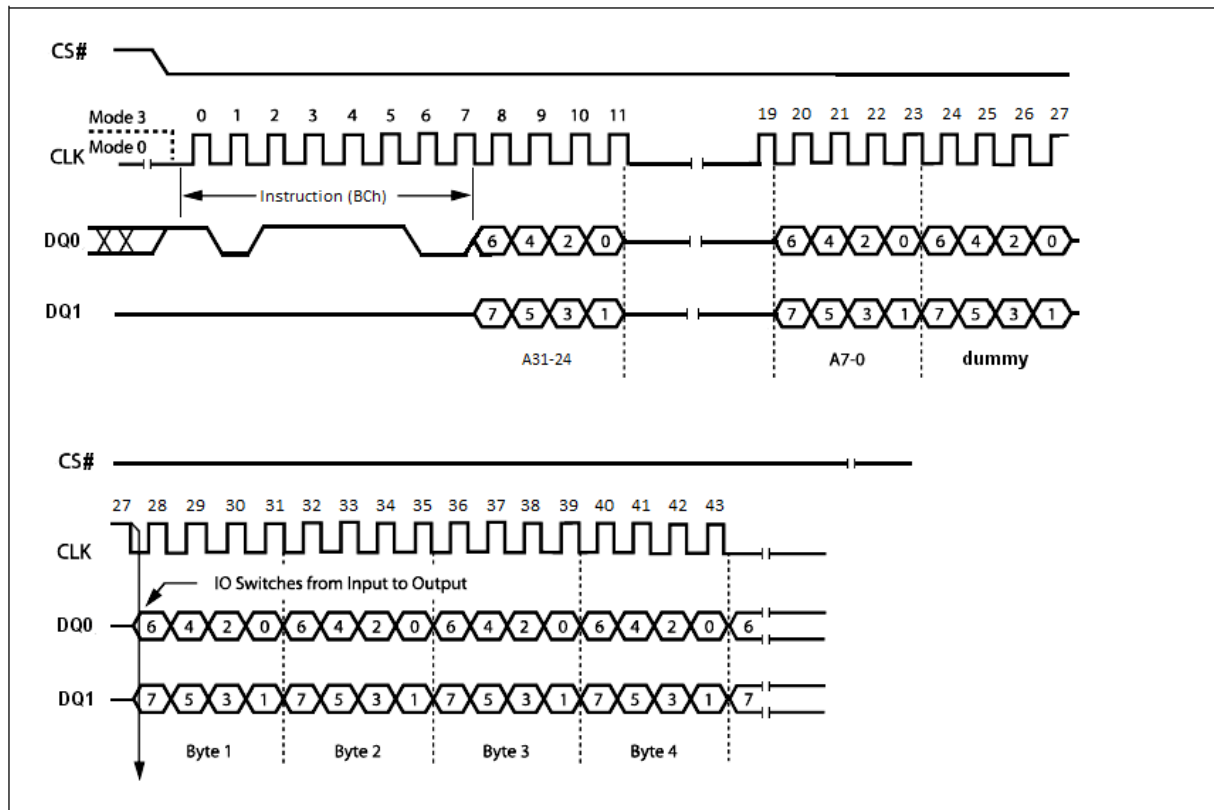 CS#
0 1 2 3 4 5 6 7 8 9 10 11 19 20 21 22 23 24 25 26 27
Mode 3
Mode 0
CLK
Instruction (BCh)
DQ0 6 4 2 0 6 4 2 0 6 4 2 0
DQ1 7 5 3 1 7 5 3 1 7 5 3 1
A31-24 A7-0 dummy
CS#
27 28 29 30 31 32 33 34 35 36 37 38 39 40 41 42 43
CLK
IO Switches from Input to Output
DQ0 6 4 2 0 6 4 2 0 6 4 2 0 6 4 2 0 6
DQ1 7 5 3 1 7 5 3 1 7 5 3 1 7 5 3 1 7
Byte 1 Byte 2 Byte 3 Byte 4